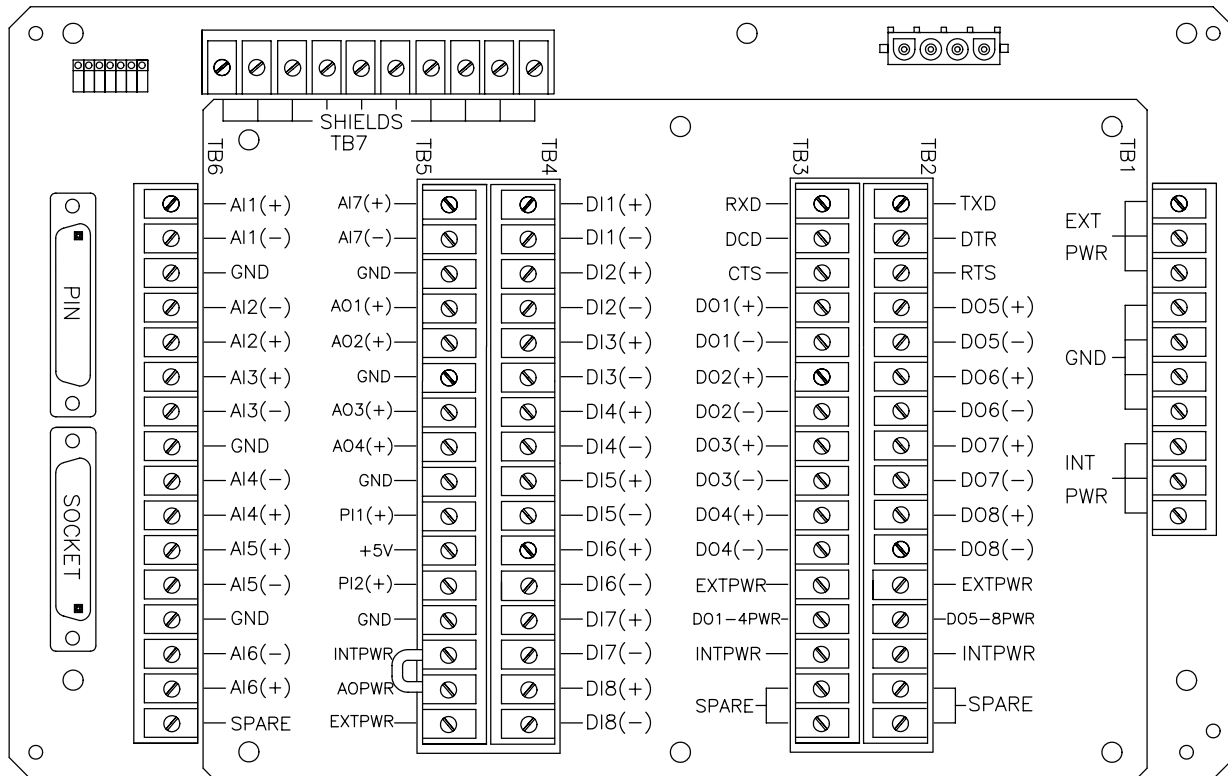 SHIELDS
TB7
TB6
TB5
TB4
TB3
TB2
TB1
PIN
SOCKET
AI1(+)
AI1(-)
GND
AI2(-)
AI2(+)
AI3(+)
AI3(-)
GND
AI4(-)
AI4(+)
AI5(+)
AI5(-)
GND
AI6(-)
AI6(+)
SPARE
AI7(+)
AI7(-)
GND
AO1(+)
AO2(+)
GND
AO3(+)
AO4(+)
GND
PI1(+)
+5V
PI2(+)
GND
INTPWR
AOPWR
EXTPWR
DI1(+)
DI1(-)
DI2(+)
DI2(-)
DI3(+)
DI3(-)
DI4(+)
DI4(-)
DI5(+)
DI5(-)
DI6(+)
DI6(-)
DI7(+)
DI7(-)
DI8(+)
DI8(-)
RXD
DCD
CTS
DO1(+)
DO1(-)
DO2(+)
DO2(-)
DO3(+)
DO3(-)
DO4(+)
DO4(-)
EXTPWR
DO1-4PWR
INTPWR
SPARE
TXD
DTR
RTS
DO5(+)
DO5(-)
DO6(+)
DO6(-)
DO7(+)
DO7(-)
DO8(+)
DO8(-)
EXTPWR
DO5-8PWR
INTPWR
SPARE
EXT
PWR
GND
INT
PWR